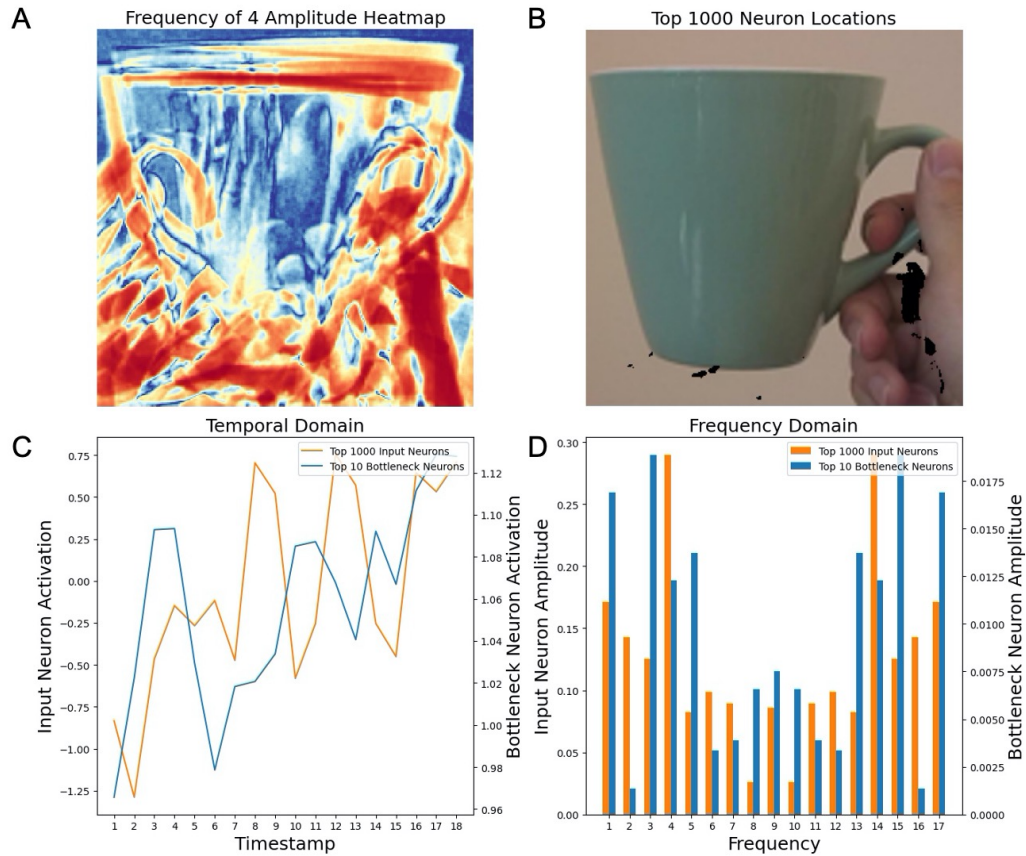 A
Frequency of 4 Amplitude Heatmap
B
Top 1000 Neuron Locations
C
Temporal Domain
Top 1000 Input Neurons
Top 10 Bottleneck Neurons
Input Neuron Activation
0.75
0.50
0.25
0.00
−0.25
−0.50
−0.75
−1.00
−1.25
1.12
1.10
1.08
1.06
1.04
1.02
1.00
0.98
0.96
Bottleneck Neuron Activation
1 2 3 4 5 6 7 8 9 10 11 12 13 14 15 16 17 18
Timestamp
D
Frequency Domain
Top 1000 Input Neurons
Top 10 Bottleneck Neurons
Input Neuron Amplitude
0.30
0.25
0.20
0.15
0.10
0.05
0.00
0.0175
0.0150
0.0125
0.0100
0.0075
0.0050
0.0025
0.0000
Bottleneck Neuron Amplitude
1 2 3 4 5 6 7 8 9 10 11 12 13 14 15 16 17
Frequency